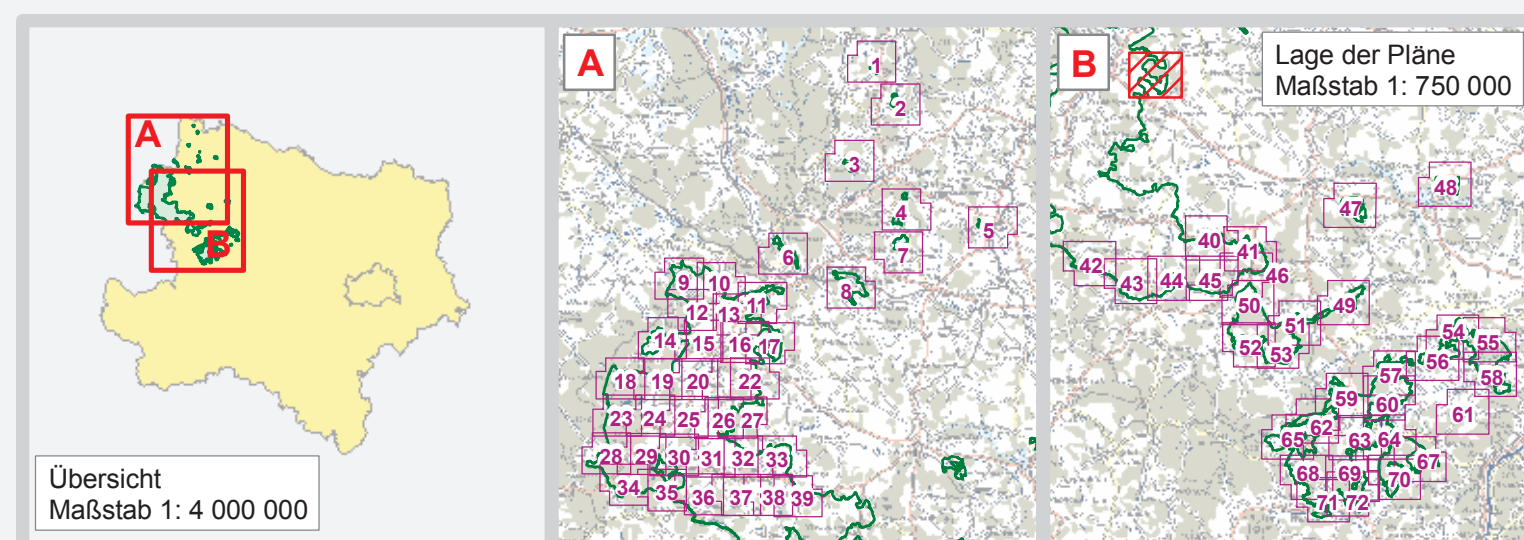 A
B
Übersicht
Maßstab 1: 4 000 000
A
1
2
3
4
5
6
7
8
9 10
11
12 13
14 15 16 17
18 19 20 22
23 24 25 26 27
28 29 30 31 32 33
34 35 36 37 38 39
B
Lage der Pläne
Maßstab 1: 750 000
48
47
40 41
42 43 44 45 46
50 49
51
52 53
54 55
56
57 58
59 60 61
62
65 63 64
67
68 69 70
71 72